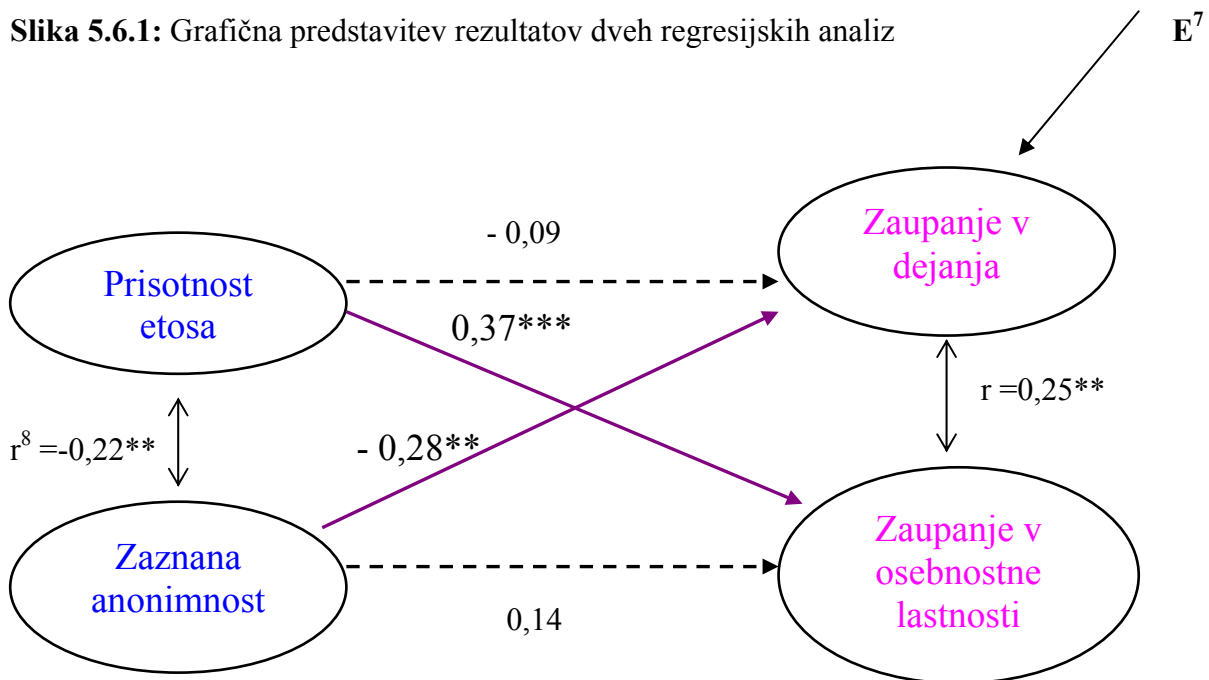 Slika 5.6.1: Grafična predstavitev rezultatov dveh regresijskih analiz
E⁷
Zaupanje v
dejanja
- 0,09
Prisotnost
etosa
0,37***
r =0,25**
r⁸ =-0,22**
- 0,28**
Zaupanje v
osebnostne
lastnosti
Zaznana
anonimnost
0,14